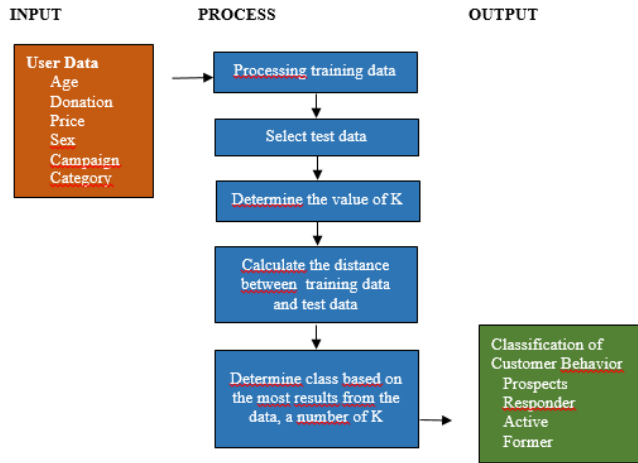 INPUT
PROCESS
OUTPUT
User Data
Age
Donation
Price
Sex
Campaign
Category
Processing training data
Select test data
Determine the value of K
Calculate the distance
between training data
and test data
Determine class based on
the most results from the
data, a number of K
Classification of
Customer Behavior
Prospects
Responder
Active
Former